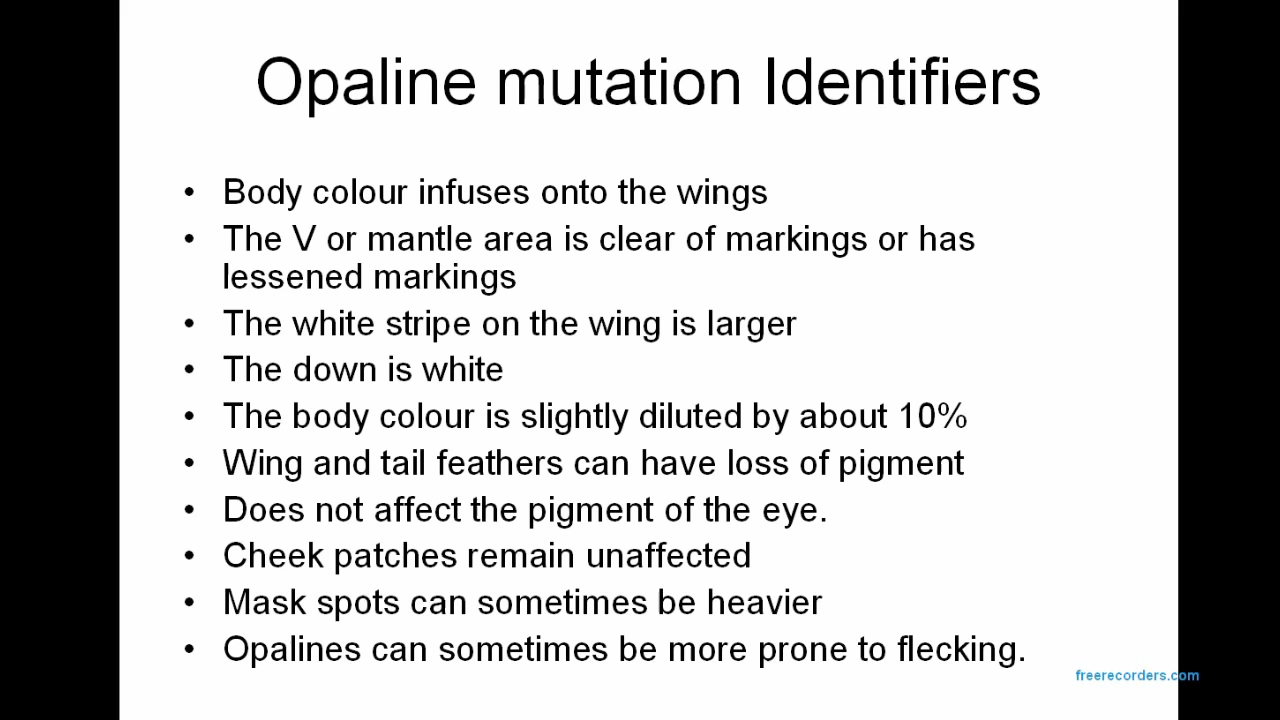 Opaline mutation Identifiers
• Body colour infuses onto the wings
• The V or mantle area is clear of markings or has
lessened markings
• The white stripe on the wing is larger
• The down is white
• The body colour is slightly diluted by about 10%
• Wing and tail feathers can have loss of pigment
• Does not affect the pigment of the eye.
• Cheek patches remain unaffected
• Mask spots can sometimes be heavier
• Opalines can sometimes be more prone to flecking.
freerecorders.com